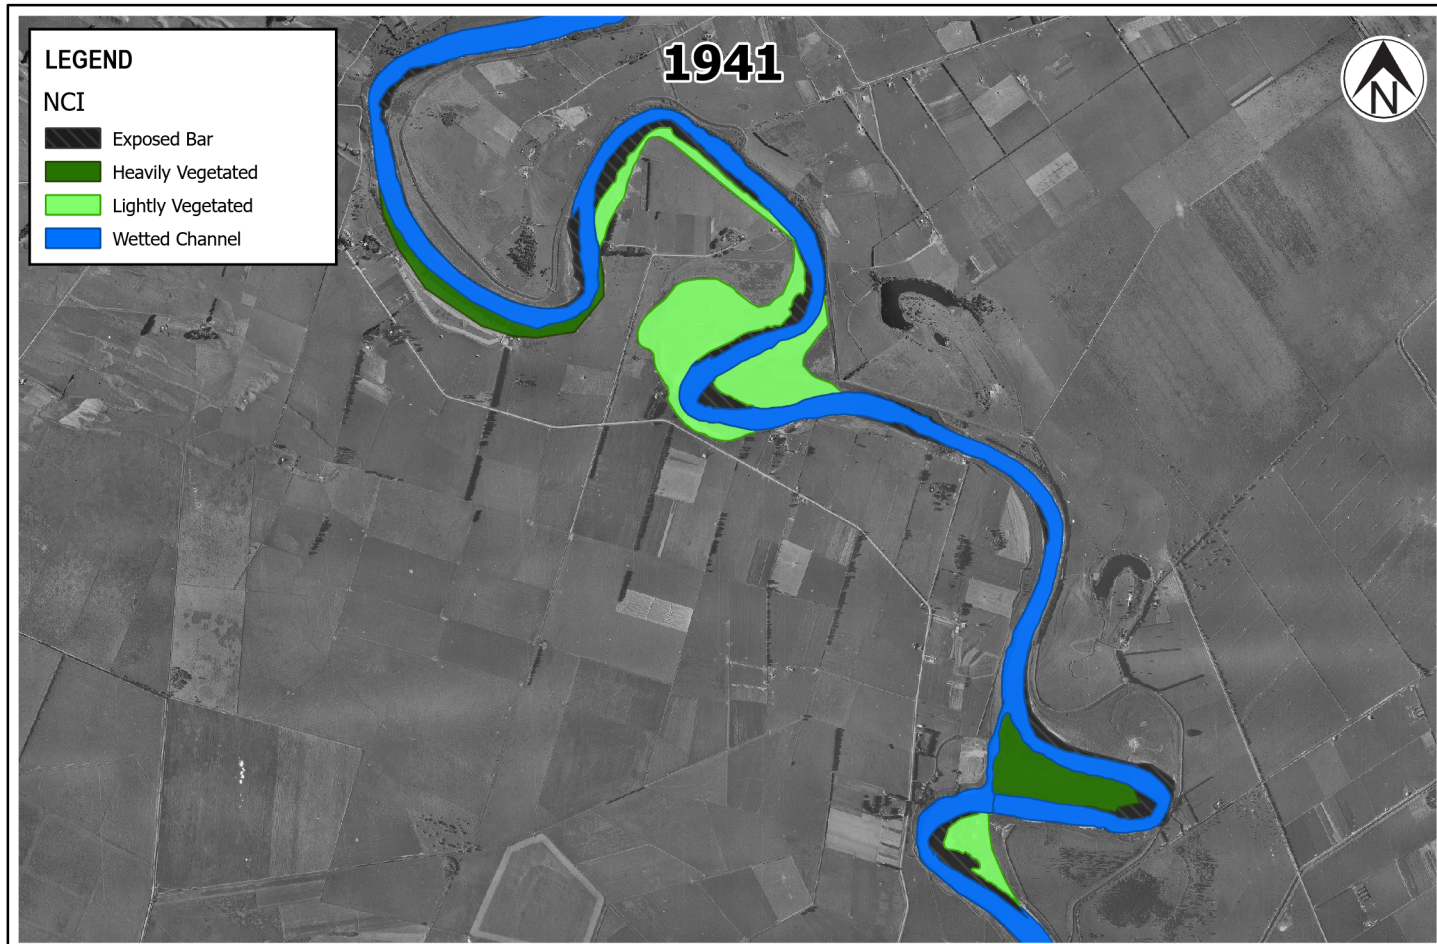 1941
LEGEND
NCI
Exposed Bar
Heavily Vegetated
Lightly Vegetated
Wetted Channel
N